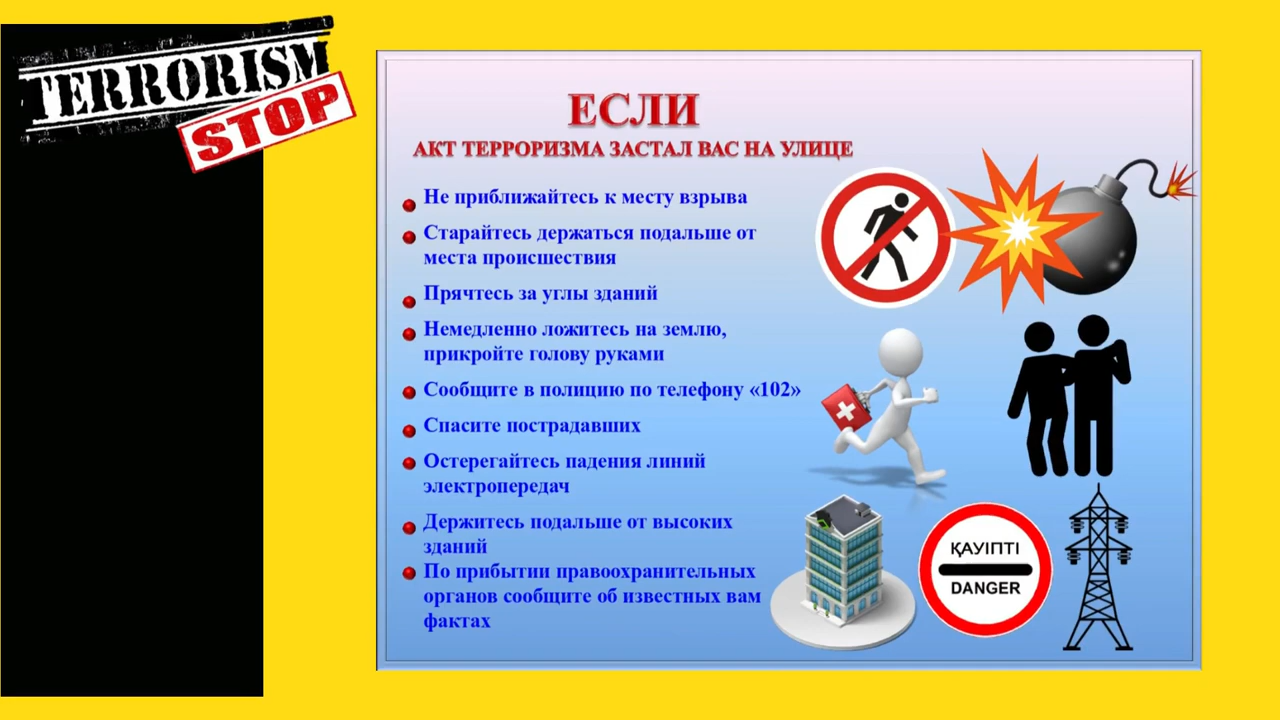 TERRORISM
STOP
ЕСЛИ
АКТ ТЕРРОРИЗМА ЗАСТАЛ ВАС НА УЛИЦЕ
Не приближайтесь к месту взрыва
Старайтесь держаться подальше от
места происшествия
Прячтесь за углы зданий
Немедленно ложитесь на землю,
прикройте голову руками
Сообщите в полицию по телефону «102»
Спасите пострадавших
Остерегайтесь падения линий
электропередач
Держитесь подальше от высоких
зданий
По прибытии правоохранительных
органов сообщите об известных вам
фактах
ҚАУІПТІ
DANGER